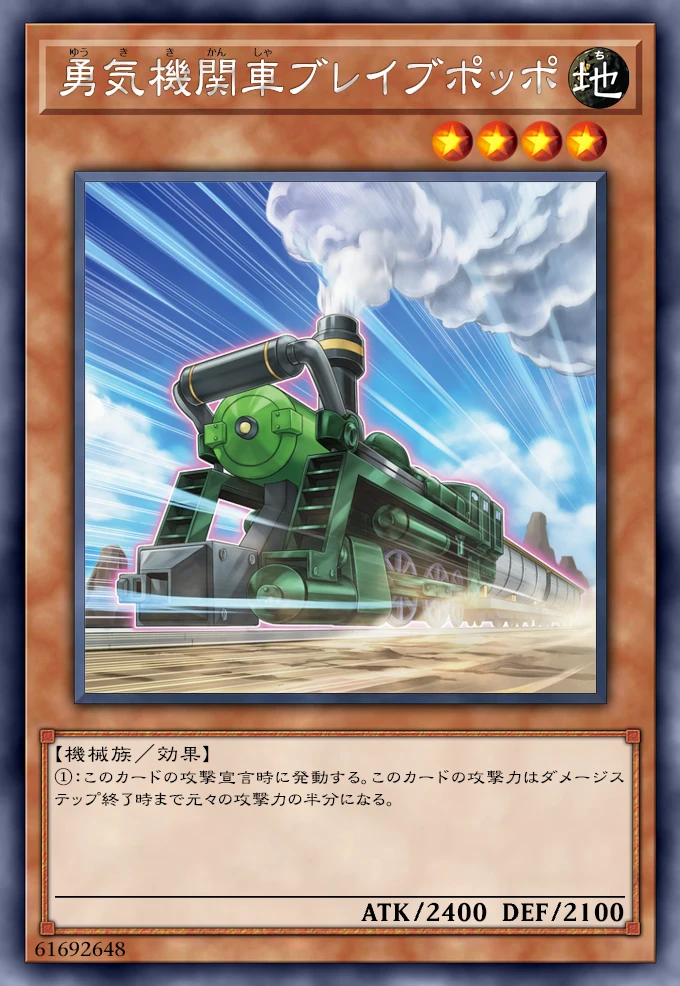 ゆう き き かん しゃ
勇気機関車ブレイブポッポ
ち
地
【機械族／効果】
①：このカードの攻撃宣言時に発動する。このカードの攻撃力はダメージス
テップ終了時まで元々の攻撃力の半分になる。
ATK/2400 DEF/2100
61692648